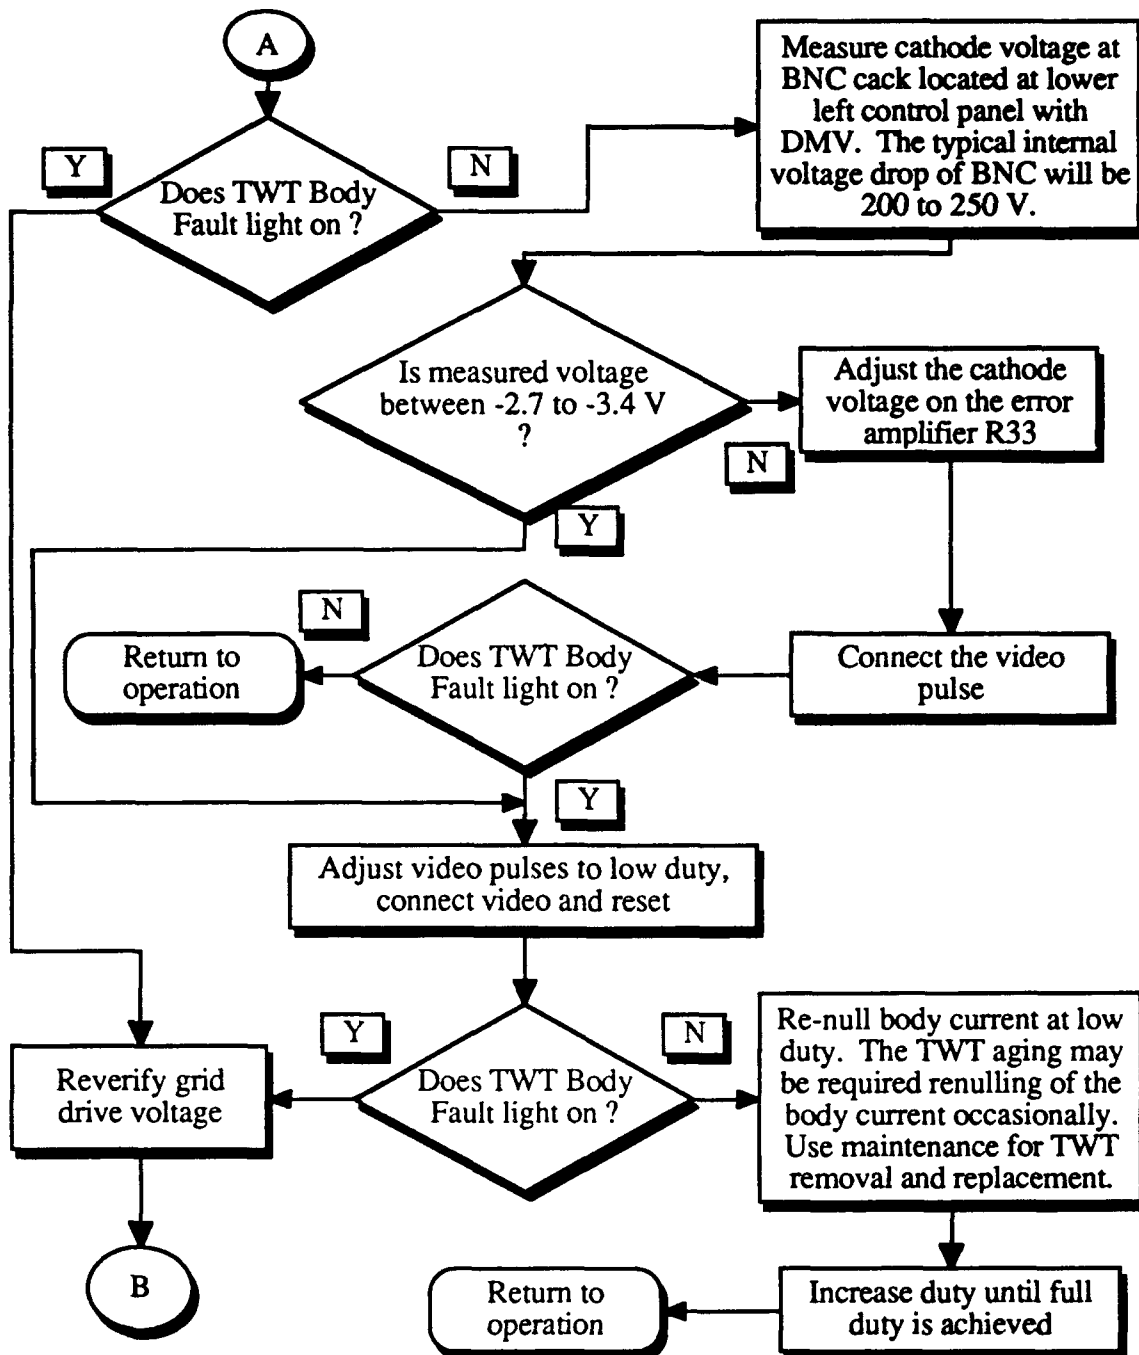 A
Measure cathode voltage at
BNC cack located at lower
left control panel with
DMV. The typical internal
voltage drop of BNC will be
200 to 250 V.
Y
N
Does TWT Body
Fault light on ?
Is measured voltage
between -2.7 to -3.4 V
?
Adjust the cathode
voltage on the error
amplifier R33
N
Y
N
Return to
operation
Does TWT Body
Fault light on ?
Connect the video
pulse
Y
Adjust video pulses to low duty,
connect video and reset
Y
N
Reverify grid
drive voltage
Does TWT Body
Fault light on ?
Re-null body current at low
duty. The TWT aging may
be required renulling of the
body current occasionally.
Use maintenance for TWT
removal and replacement.
B
Return to
operation
Increase duty until full
duty is achieved